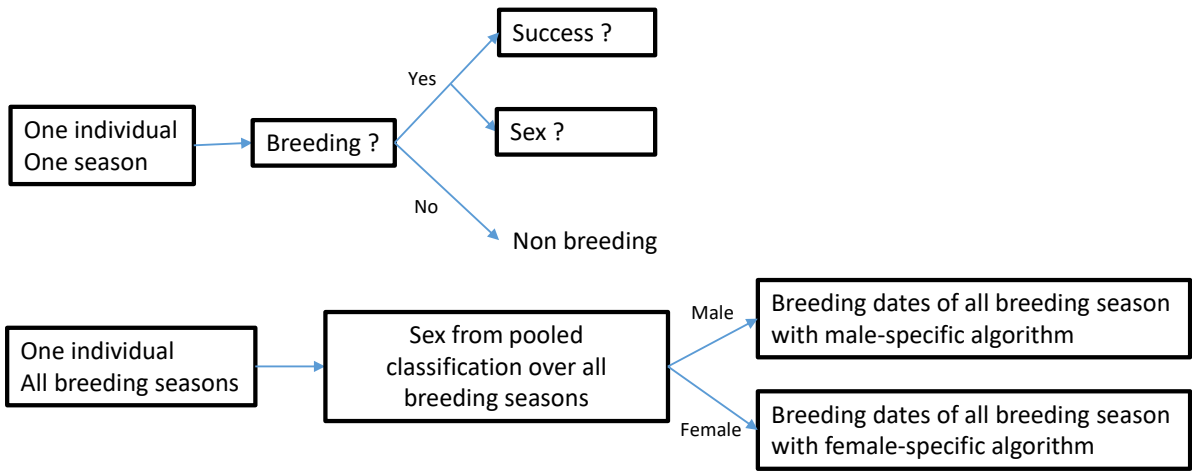 Success ?
Yes
Sex ?
One individual
One season
Breeding ?
No
Non breeding
One individual
All breeding seasons
Sex from pooled
classification over all
breeding seasons
Male
Breeding dates of all breeding season
with male-specific algorithm
Female
Breeding dates of all breeding season
with female-specific algorithm